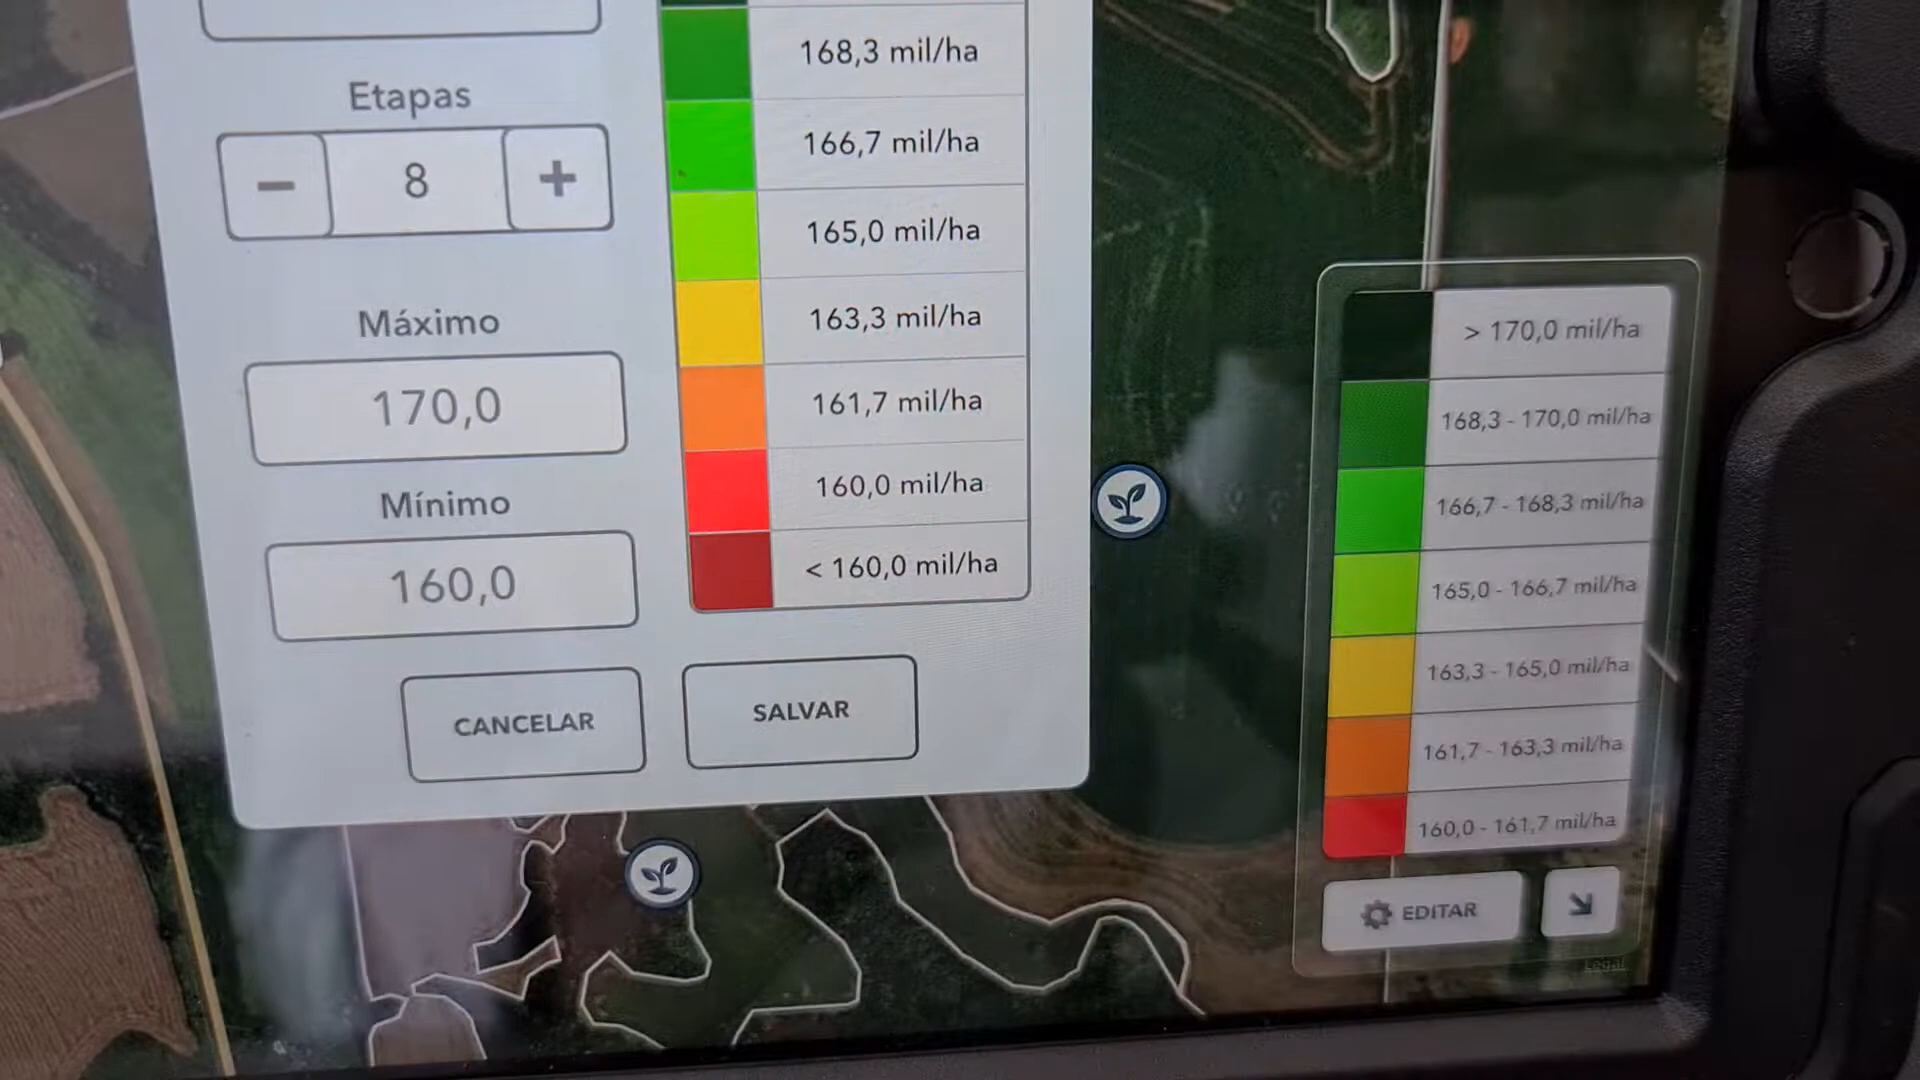 Etapas
− 8 +
Máximo
170,0
Mínimo
160,0
168,3 mil/ha
166,7 mil/ha
165,0 mil/ha
163,3 mil/ha
161,7 mil/ha
160,0 mil/ha
< 160,0 mil/ha
CANCELAR
SALVAR
> 170,0 mil/ha
168,3 - 170,0 mil/ha
166,7 - 168,3 mil/ha
165,0 - 166,7 mil/ha
163,3 - 165,0 mil/ha
161,7 - 163,3 mil/ha
160,0 - 161,7 mil/ha
EDITAR
Legal